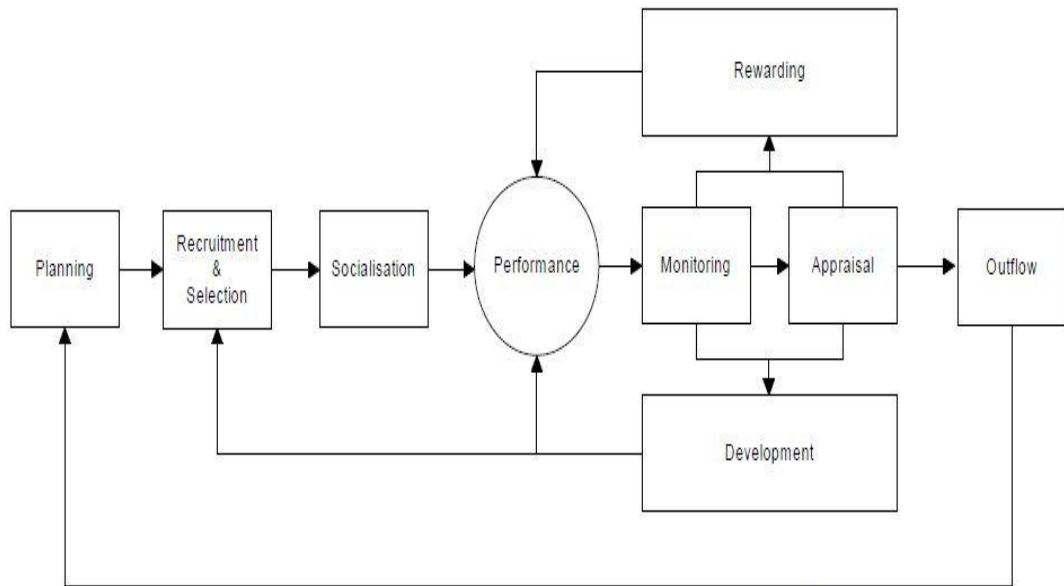 Rewarding
Planning
Recruitment
&
Selection
Socialisation
Performance
Monitoring
Appraisal
Outflow
Development